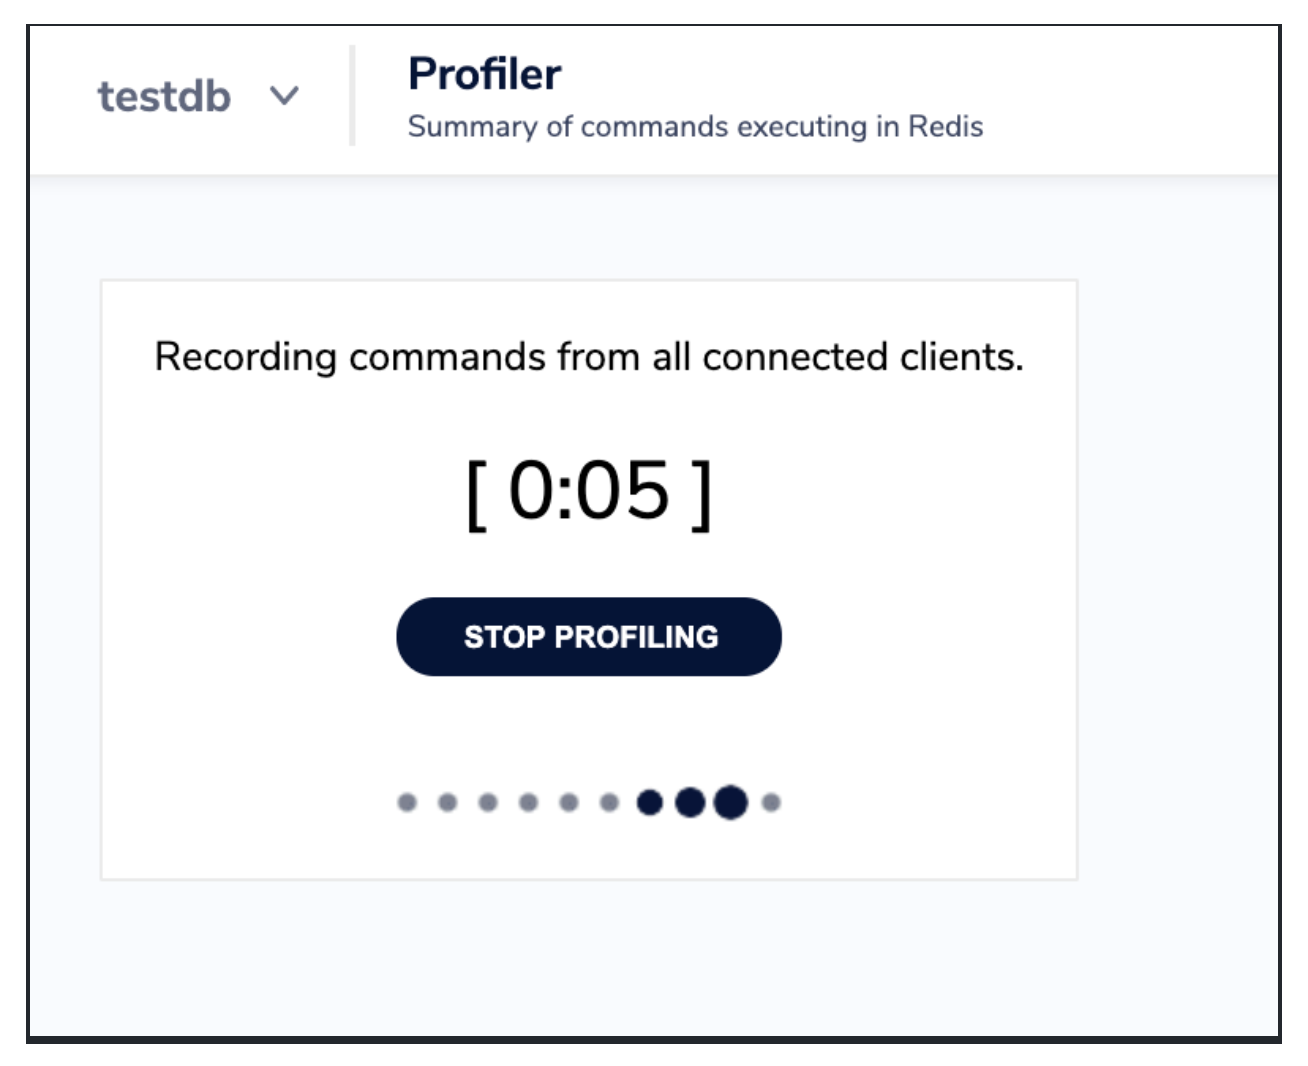 testdb
Profiler
Summary of commands executing in Redis
Recording commands from all connected clients.
[ 0:05 ]
STOP PROFILING